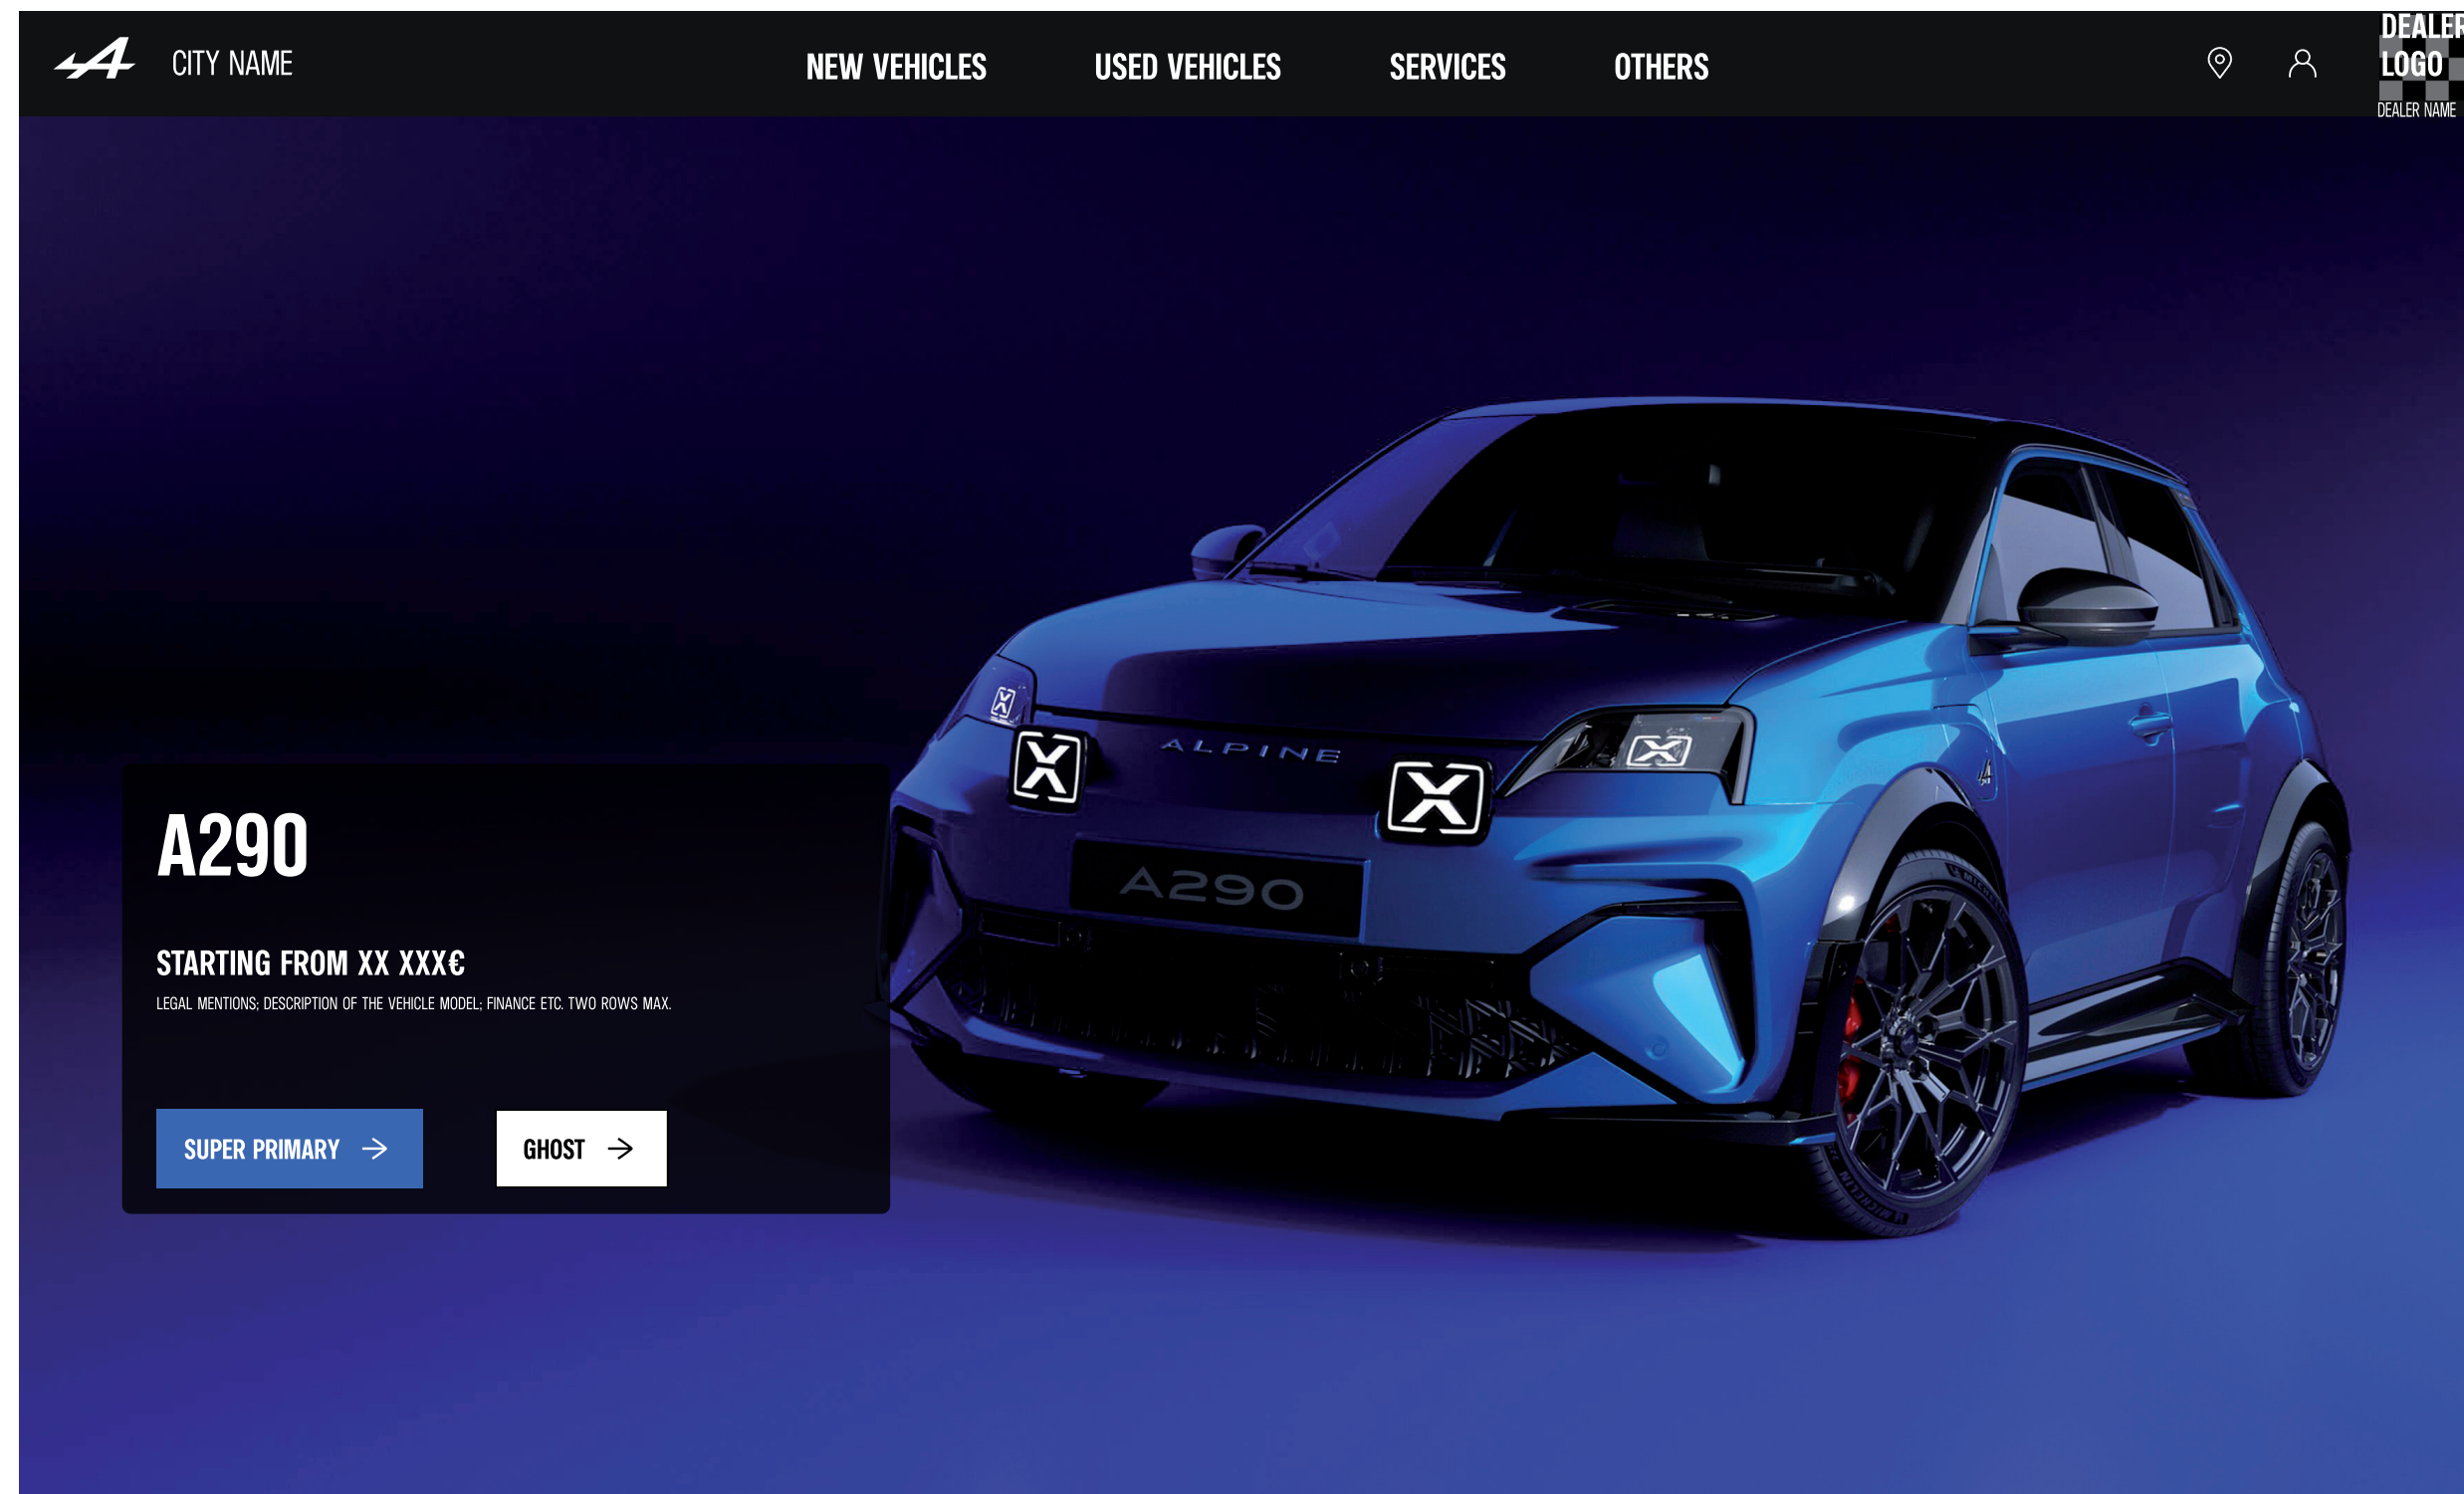 CITY NAME
NEW VEHICLES
USED VEHICLES
SERVICES
OTHERS
DEALER
LOGO
DEALER NAME
ALPINE
A290
A290
STARTING FROM XX XXX€
LEGAL MENTIONS; DESCRIPTION OF THE VEHICLE MODEL; FINANCE ETC. TWO ROWS MAX.
SUPER PRIMARY
GHOST
MICHELIN